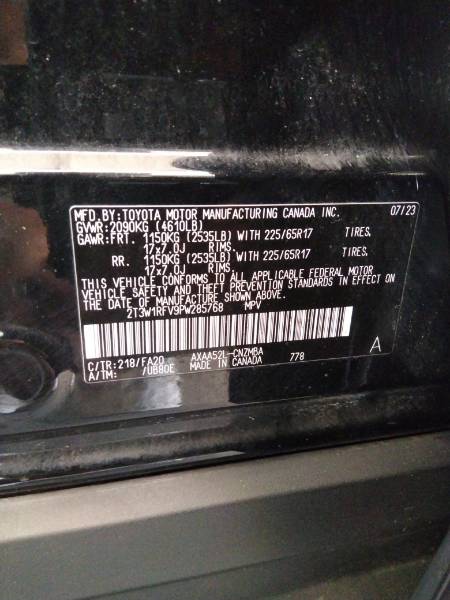 MFD.BY:TOYOTA MOTOR MANUFACTURING CANADA INC. 07/23
GVWR:2090KG (4610LB)
GAWR:FRT. 1150KG (2535LB) WITH 225/65R17 TIRES.
17x7.0J RIMS.
RR. 1150KG (2535LB) WITH 225/65R17 TIRES.
17x7.0J RIMS.
THIS VEHICLE CONFORMS TO ALL APPLICABLE FEDERAL MOTOR
VEHICLE SAFETY AND THEFT PREVENTION STANDARDS IN EFFECT ON
THE DATE OF MANUFACTURE SHOWN ABOVE.
2T3W1RFV9PW285768 MPV
C/TR:218/FA20 AXAA52L-CNZMBA 778 A
A/TM: /UB80E MADE IN CANADA